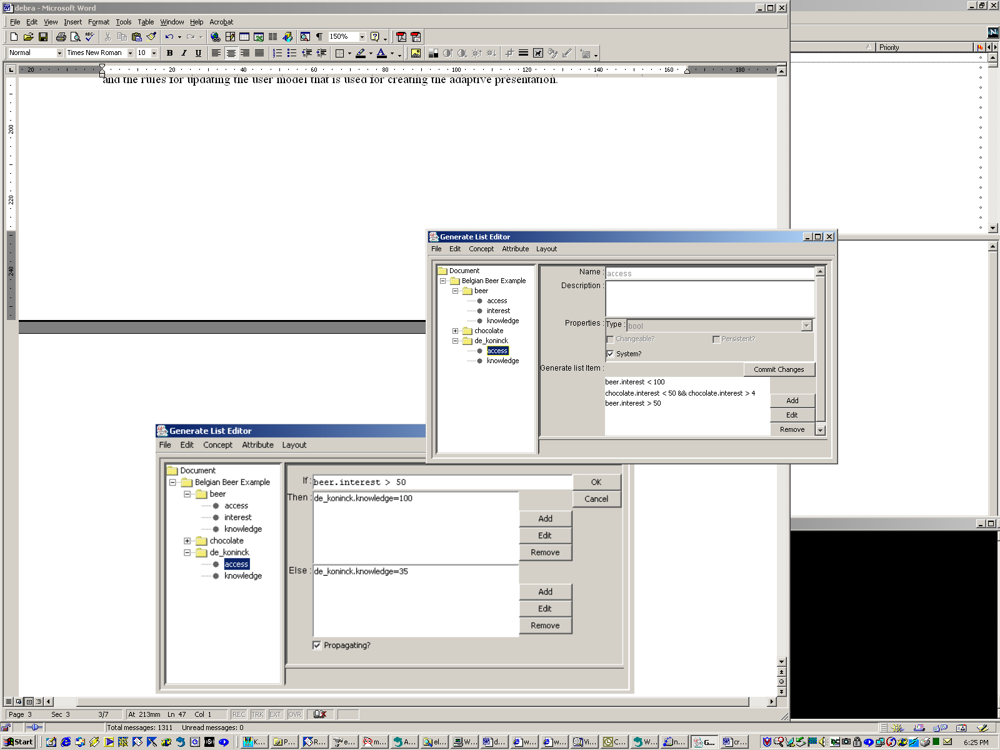 debra - Microsoft Word
File Edit View Insert Format Tools Table Window Help Acrobat
150%
Normal Times New Roman 10 B I U
Priority
20 20 40 60 80 100 120 140 160 180
and the rules for updating the user model that is used for creating the adaptive presentation.
200
220
240
Generate List Editor
File Edit Concept Attribute Layout
Document
Belgian Beer Example
beer
access
interest
knowledge
chocolate
de_koninck
access
knowledge
Name : access
Description :
Properties : Type : bool
Changeable? Persistent?
System?
Generate list Item : Commit Changes
beer.interest < 100
chocolate.interest < 50 && chocolate.interest > 4
beer.interest > 50
Add
Edit
Remove
Generate List Editor
File Edit Concept Attribute Layout
Document
Belgian Beer Example
beer
access
interest
knowledge
chocolate
de_koninck
access
knowledge
If : beer.interest > 50 OK
Then : de_koninck.knowledge=100 Cancel
Add
Edit
Remove
Else : de_koninck.knowledge=35
Add
Edit
Remove
Propagating?
Page 3 Sec 3 3/7 At 213mm Ln 47 Col 1 REC TRK EXT OVR
Total messages: 1311 Unread messages: 0
Start K... P... R... e... m... A... el... W... d... w... w... Vi... C... W... n... G... cr... 6:25 PM